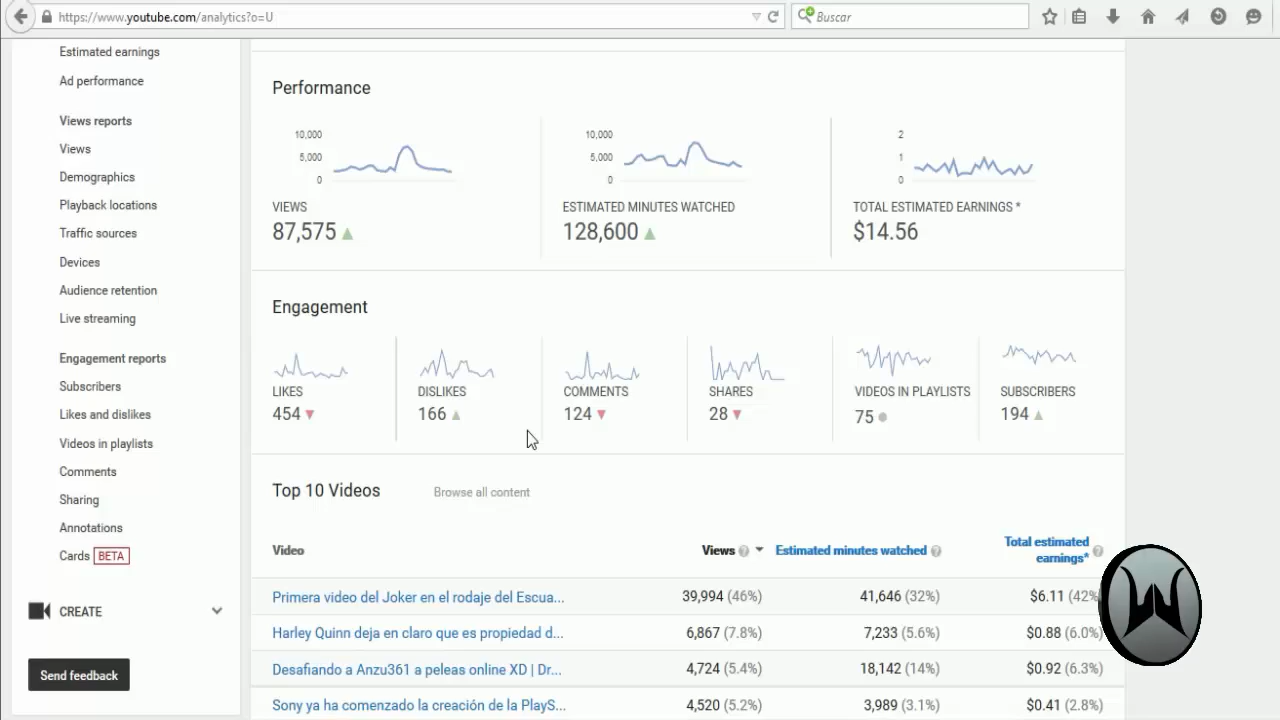 https://www.youtube.com/analytics?o=U
Buscar
Estimated earnings
Ad performance
Views reports
Views
Demographics
Playback locations
Traffic sources
Devices
Audience retention
Live streaming
Engagement reports
Subscribers
Likes and dislikes
Videos in playlists
Comments
Sharing
Annotations
Cards BETA
CREATE
Send feedback
Performance
10,000
5,000
0
VIEWS
87,575
10,000
5,000
0
ESTIMATED MINUTES WATCHED
128,600
2
1
0
TOTAL ESTIMATED EARNINGS *
$14.56
Engagement
LIKES
454
DISLIKES
166
COMMENTS
124
SHARES
28
VIDEOS IN PLAYLISTS
75
SUBSCRIBERS
194
Top 10 Videos Browse all content
Video Views ? Estimated minutes watched ? Total estimated
earnings* ?
Primera video del Joker en el rodaje del Escua... 39,994 (46%) 41,646 (32%) $6.11 (42%
Harley Quinn deja en claro que es propiedad d... 6,867 (7.8%) 7,233 (5.6%) $0.88 (6.0%)
Desafiando a Anzu361 a peleas online XD | Dr... 4,724 (5.4%) 18,142 (14%) $0.92 (6.3%)
Sony ya ha comenzado la creación de la PlayS... 4,520 (5.2%) 3,989 (3.1%) $0.41 (2.8%)